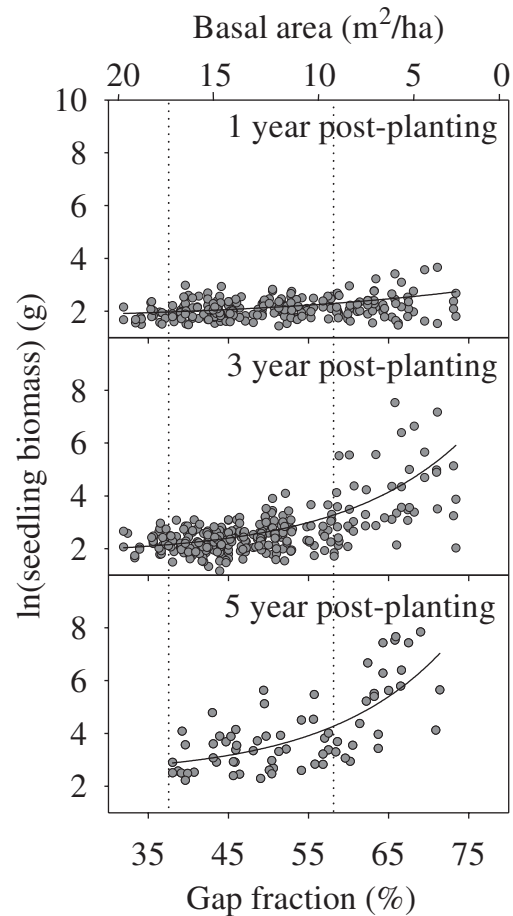 Basal area (m²/ha)
20 15 10 5 0
10
1 year post-planting
8
6
4
2
3 year post-planting
8
6
4
2
5 year post-planting
8
6
4
2
ln(seedling biomass) (g)
35 45 55 65 75
Gap fraction (%)